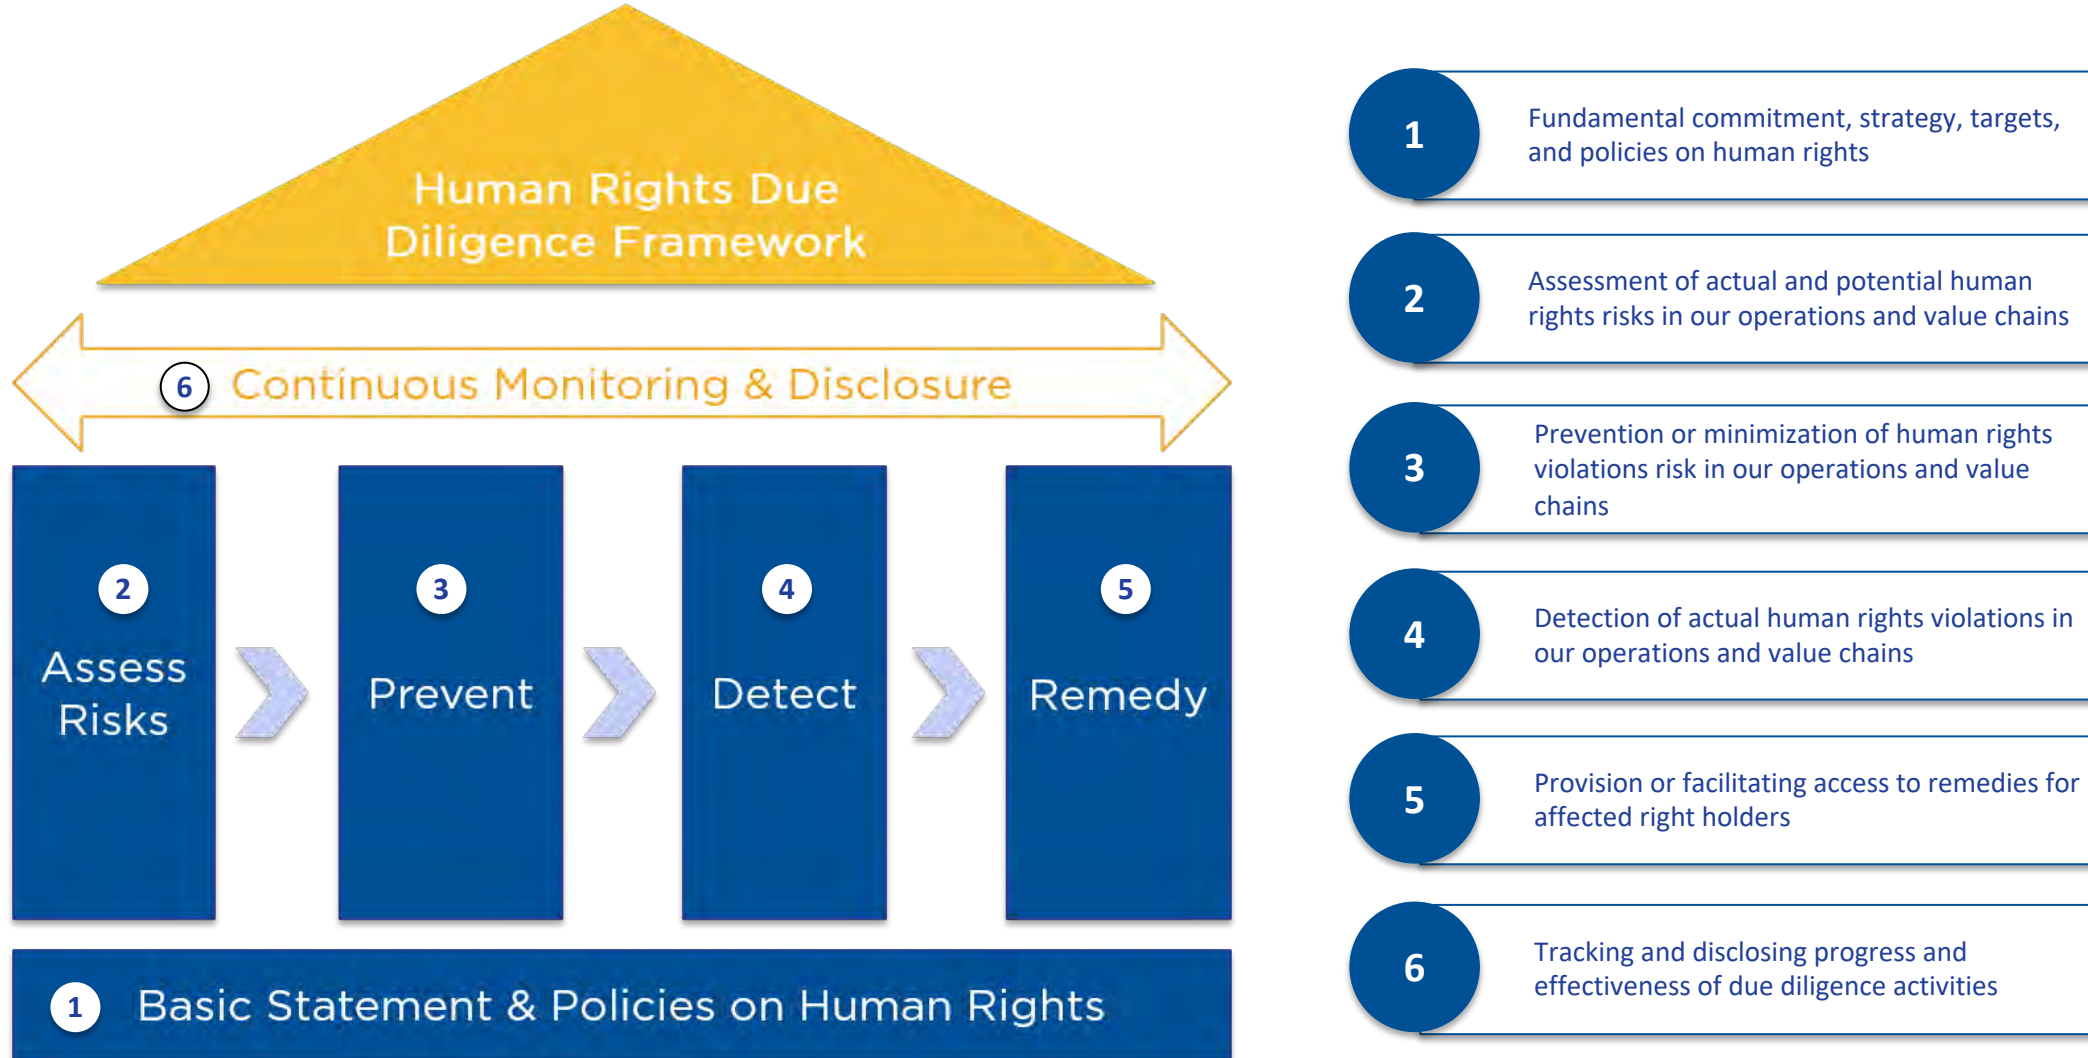 Human Rights Due
Diligence Framework
6 Continuous Monitoring & Disclosure
2
Assess
Risks
3
Prevent
4
Detect
5
Remedy
1 Basic Statement & Policies on Human Rights
1
Fundamental commitment, strategy, targets,
and policies on human rights
2
Assessment of actual and potential human
rights risks in our operations and value chains
3
Prevention or minimization of human rights
violations risk in our operations and value
chains
4
Detection of actual human rights violations in
our operations and value chains
5
Provision or facilitating access to remedies for
affected right holders
6
Tracking and disclosing progress and
effectiveness of due diligence activities